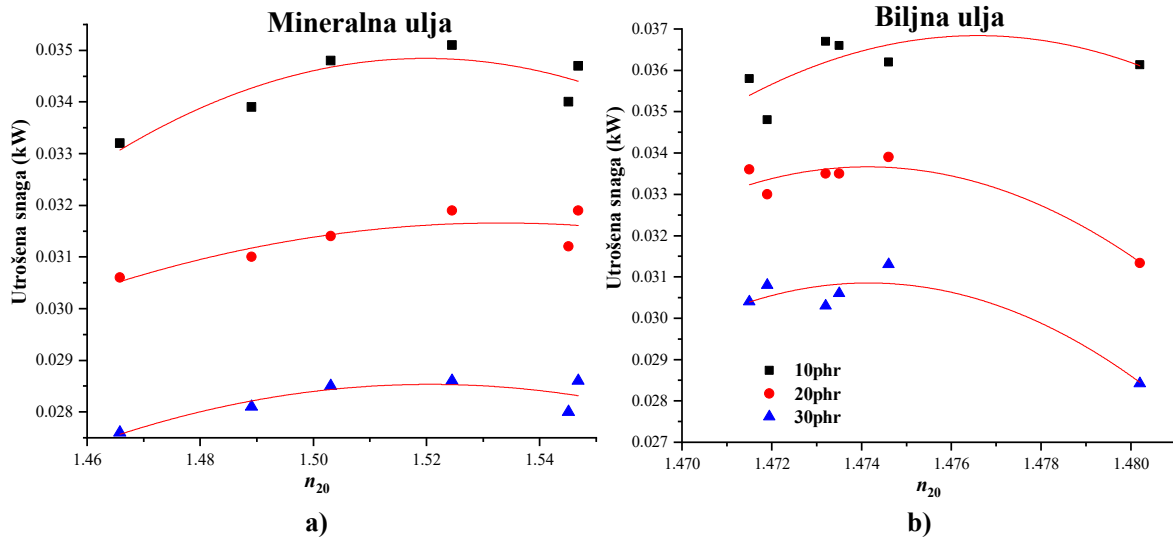 Mineralna ulja
Utrošena snaga (kW)
0.035
0.034
0.033
0.032
0.031
0.030
0.029
0.028
1.46
1.48
1.50
1.52
1.54
n20
a)
Biljna ulja
Utrošena snaga (kW)
0.037
0.036
0.035
0.034
0.033
0.032
0.031
0.030
0.029
0.028
0.027
10phr
20phr
30phr
1.470
1.472
1.474
1.476
1.478
1.480
n20
b)